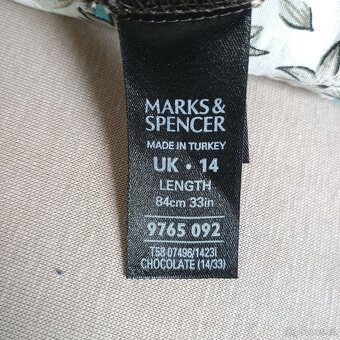 MARKS &
SPENCER
MADE IN TURKEY
UK • 14
LENGTH
84cm 33in
9765 092
T58 07496/1423I
CHOCOLATE (14/33)